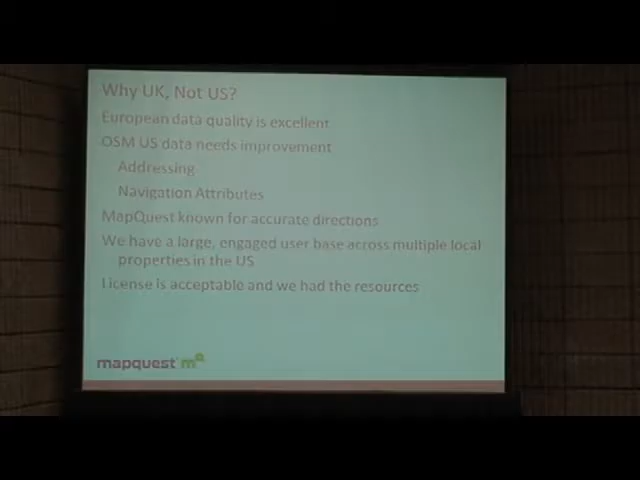 Why UK, Not US?
European data quality is excellent
OSM US data needs improvement
Addressing
Navigation Attributes
MapQuest known for accurate directions
We have a large, engaged user base across multiple local
properties in the US
License is acceptable and we had the resources
mapquest m